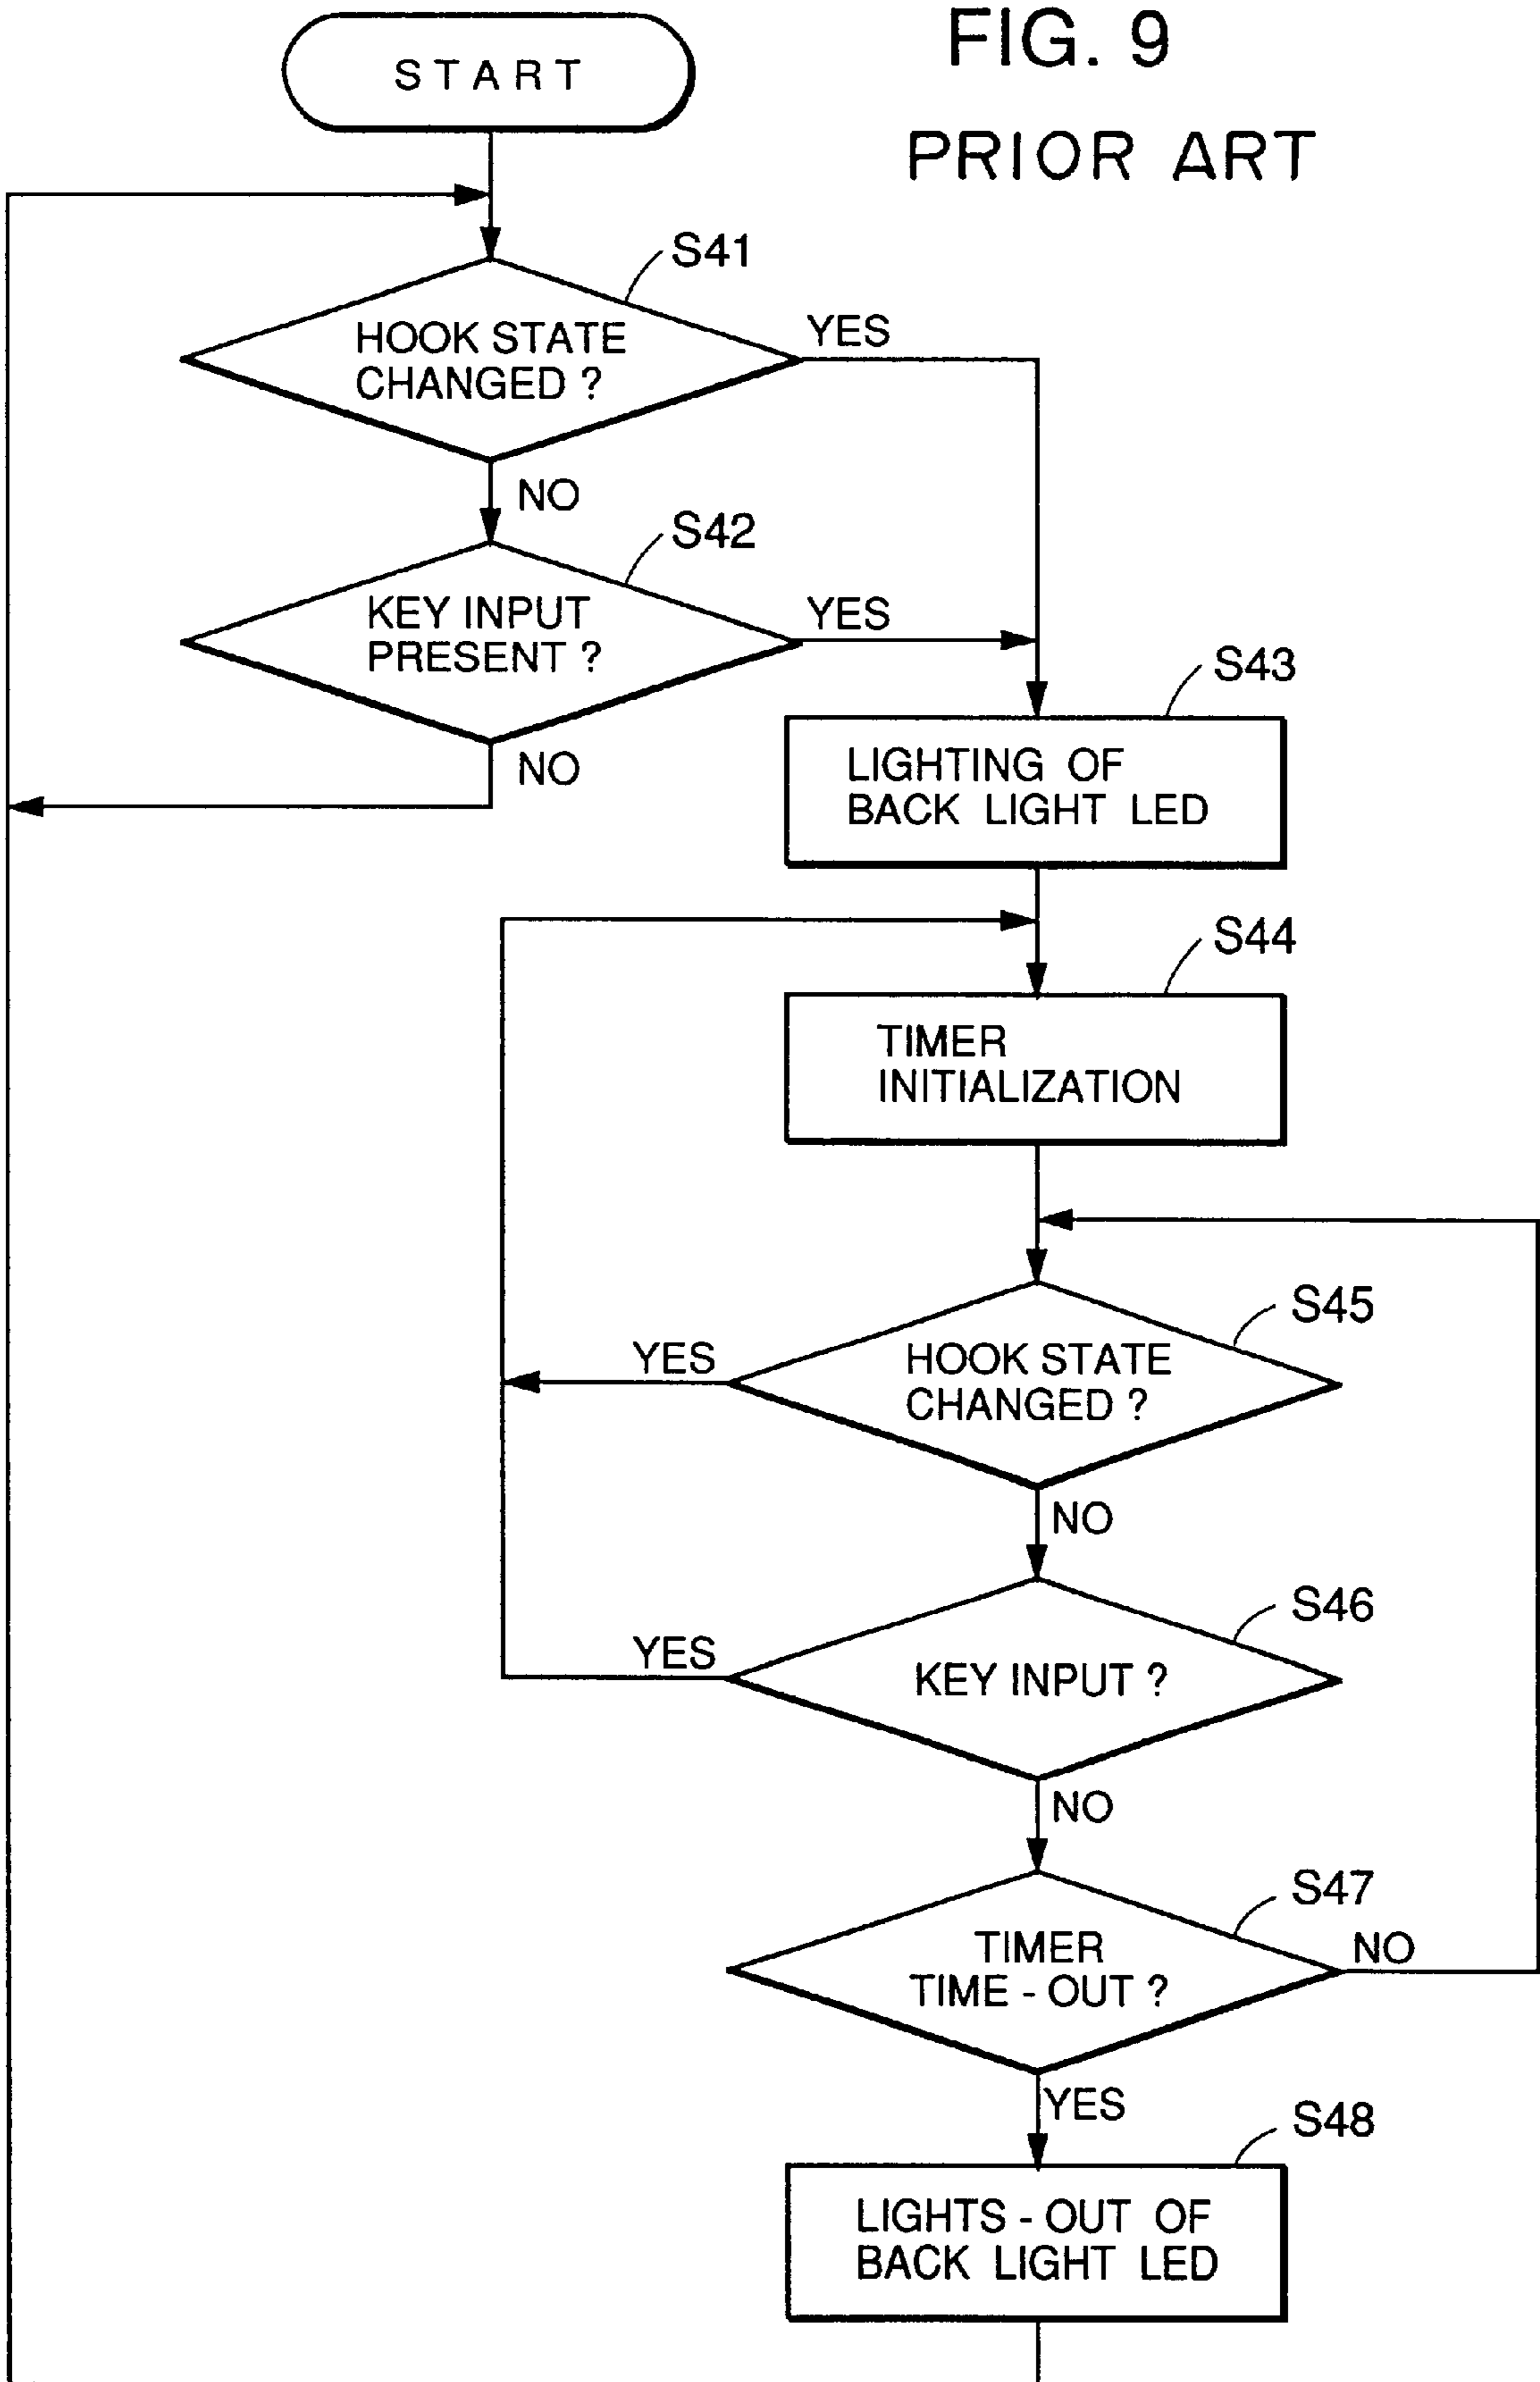 FIG. 9
PRIOR ART
START
S41
HOOK STATE
CHANGED ?
YES
NO
S42
KEY INPUT
PRESENT ?
YES
NO
S43
LIGHTING OF
BACK LIGHT LED
S44
TIMER
INITIALIZATION
S45
HOOK STATE
CHANGED ?
YES
NO
S46
KEY INPUT ?
YES
NO
S47
TIMER
TIME - OUT ?
NO
YES
S48
LIGHTS - OUT OF
BACK LIGHT LED